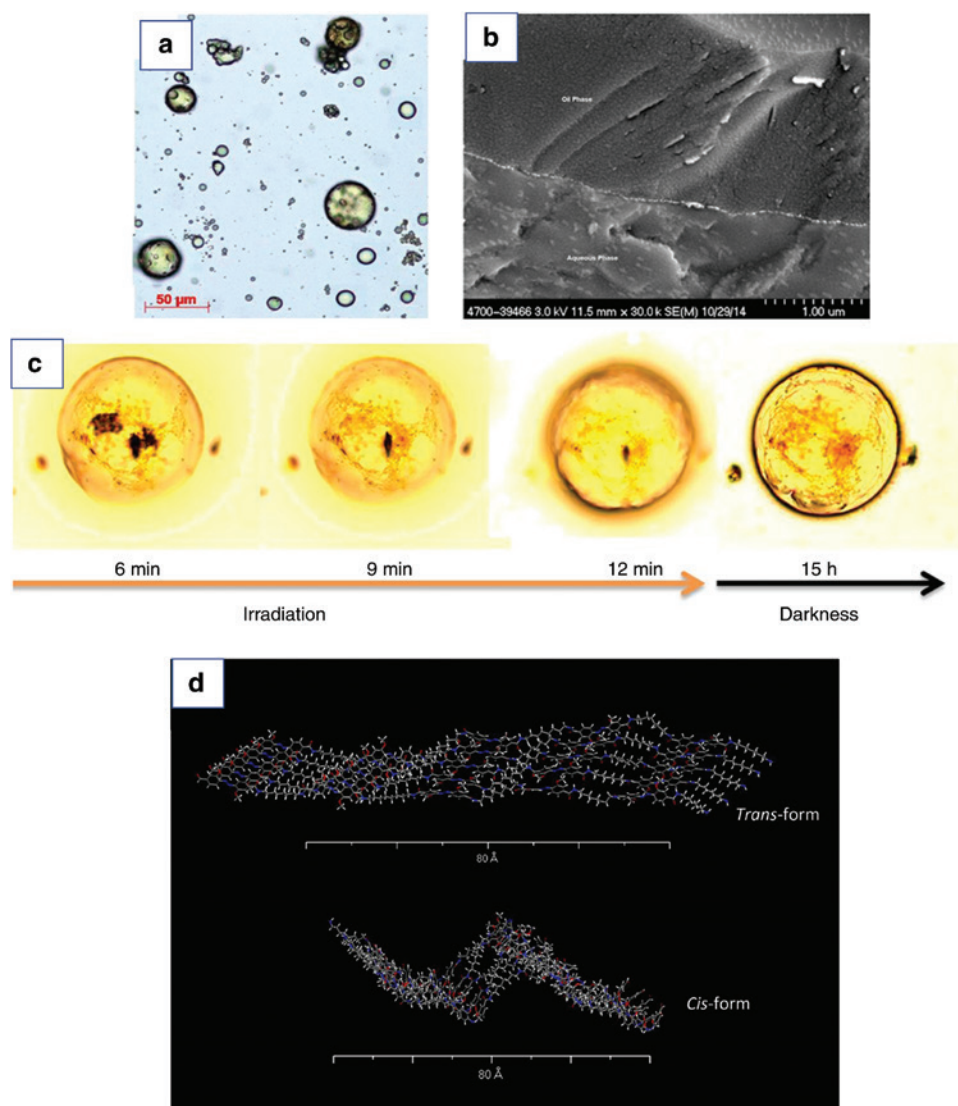 a
50 µm
b
Oil Phase
Aqueous Phase
4700-39466 3.0 kV 11.5 mm x 30.0 k SE(M) 10/29/14
1.00 um
c
6 min
9 min
12 min
15 h
Irradiation
Darkness
d
Trans-form
80 Å
Cis-form
80 Å